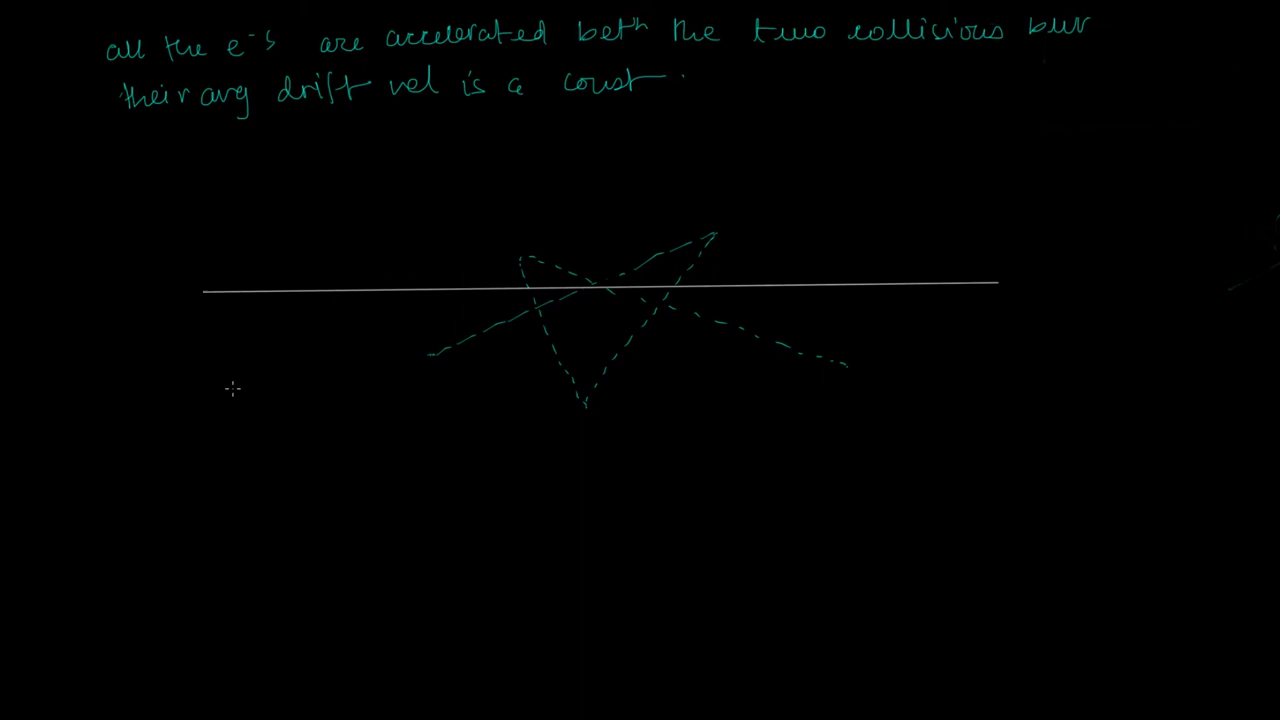 all the e⁻s are accelerated betⁿ the two collisions but
their avg drift vel is a const.